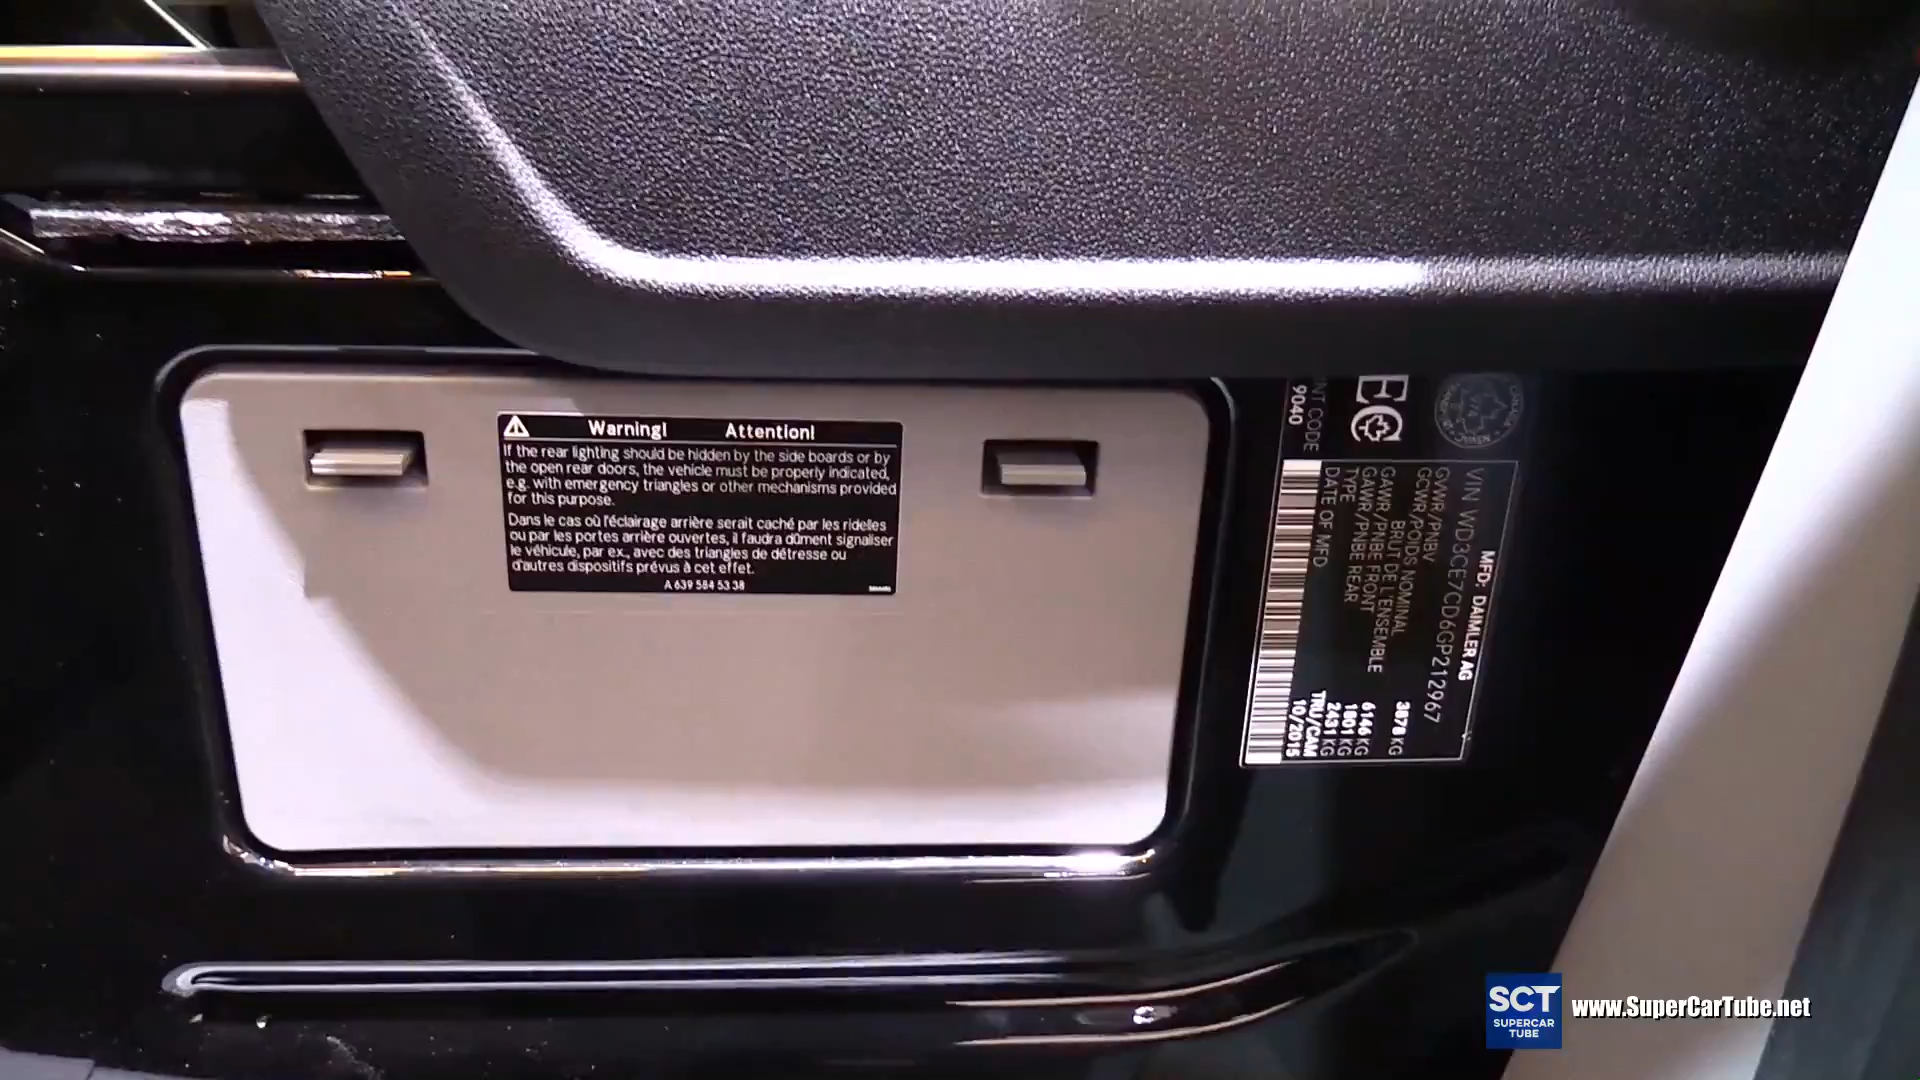 Warning! Attention!
If the rear lighting should be hidden by the side boards or by
the open rear doors, the vehicle must be properly indicated,
e.g. with emergency triangles or other mechanisms provided
for this purpose.
Dans le cas où l'éclairage arrière serait caché par les ridelles
ou par les portes arrière ouvertes, il faudra dûment signaliser
le véhicule, par ex., avec des triangles de détresse ou
d'autres dispositifs prévus à cet effet.
A 639 584 53 38
MFD: DAIMLER AG
VIN WD3CE7CD6GP212967
GVWR/PNBV 3878 KG
GCWR/POIDS NOMINAL
BRUT DE L'ENSEMBLE 6146 KG
GAWR/PNBE FRONT 1801 KG
GAWR/PNBE REAR 2431 KG
TYPE TRU/CAM
DATE OF MFD 10/2015
NT CODE
9040
EC
CANADA
SCT
SUPERCAR
TUBE
www.SuperCarTube.net